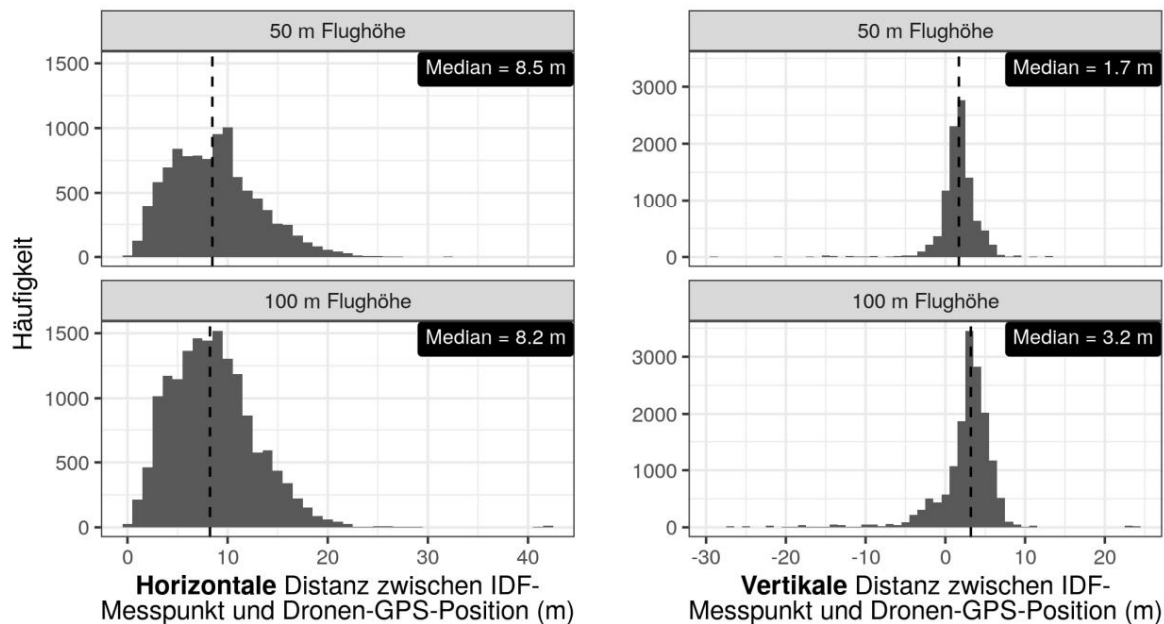 50 m Flughöhe
Median = 8.5 m
1500
1000
500
0
100 m Flughöhe
Median = 8.2 m
1500
1000
500
0
0
10
20
30
40
Häufigkeit
Horizontale Distanz zwischen IDF-
Messpunkt und Dronen-GPS-Position (m)
50 m Flughöhe
Median = 1.7 m
3000
2000
1000
0
100 m Flughöhe
Median = 3.2 m
3000
2000
1000
0
-30
-20
-10
0
10
20
Vertikale Distanz zwischen IDF-
Messpunkt und Dronen-GPS-Position (m)